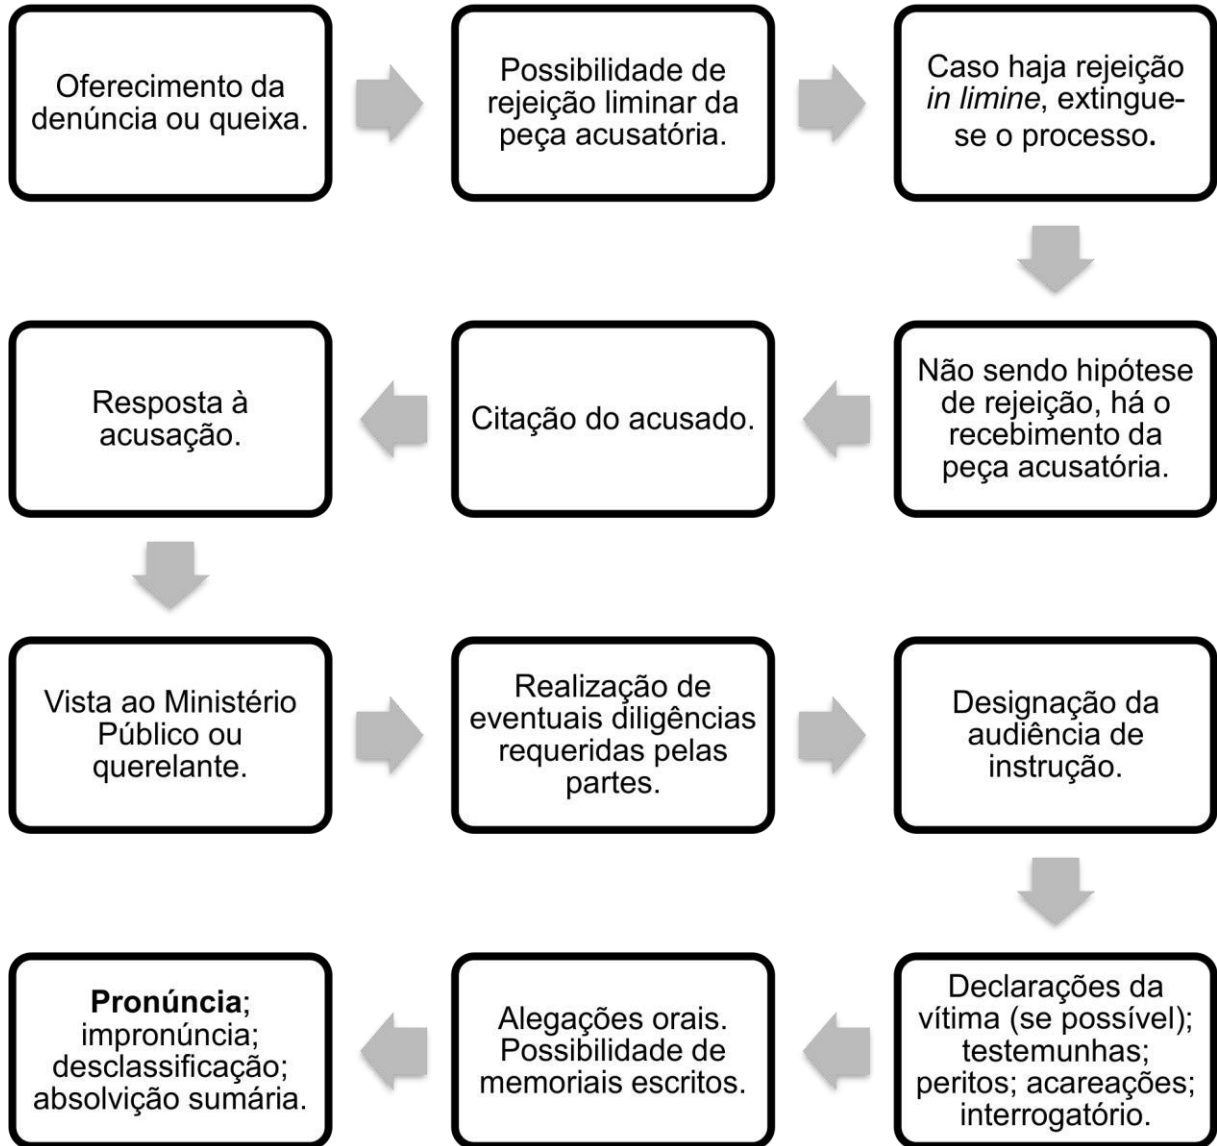 Oferecimento da
denúncia ou queixa.
Possibilidade de
rejeição liminar da
peça acusatória.
Caso haja rejeição
in limine, extingue-
se o processo.
Não sendo hipótese
de rejeição, há o
recebimento da
peça acusatória.
Citação do acusado.
Resposta à
acusação.
Vista ao Ministério
Público ou
querelante.
Realização de
eventuais diligências
requeridas pelas
partes.
Designação da
audiência de
instrução.
Declarações da
vítima (se possível);
testemunhas;
peritos; acareações;
interrogatório.
Alegações orais.
Possibilidade de
memoriais escritos.
Pronúncia;
impronúncia;
desclassificação;
absolvição sumária.